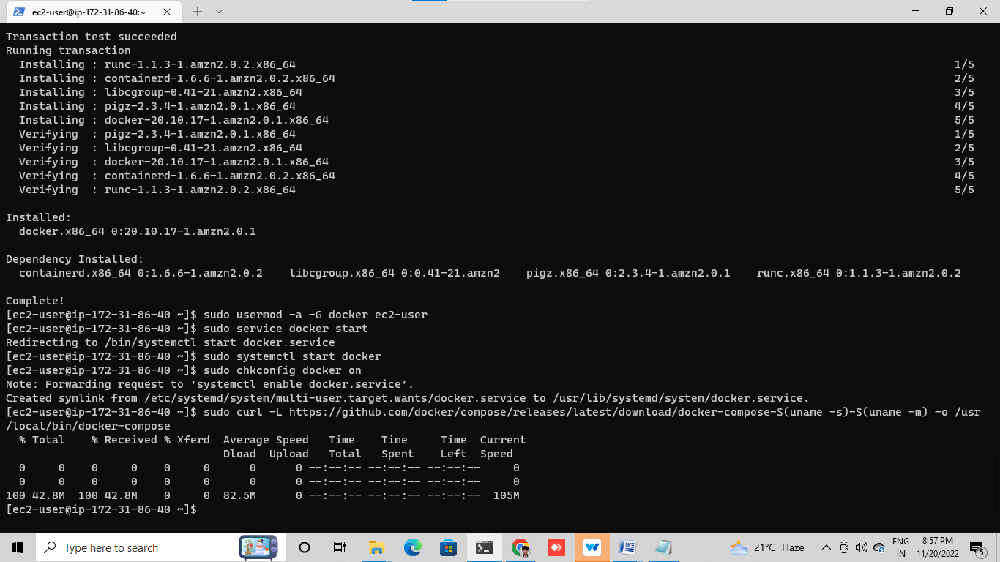 ec2-user@ip-172-31-86-40:~
Transaction test succeeded
Running transaction
Installing : runc-1.1.3-1.amzn2.0.2.x86_64 1/5
Installing : containerd-1.6.6-1.amzn2.0.2.x86_64 2/5
Installing : libcgroup-0.41-21.amzn2.x86_64 3/5
Installing : pigz-2.3.4-1.amzn2.0.1.x86_64 4/5
Installing : docker-20.10.17-1.amzn2.0.1.x86_64 5/5
Verifying : pigz-2.3.4-1.amzn2.0.1.x86_64 1/5
Verifying : libcgroup-0.41-21.amzn2.x86_64 2/5
Verifying : docker-20.10.17-1.amzn2.0.1.x86_64 3/5
Verifying : containerd-1.6.6-1.amzn2.0.2.x86_64 4/5
Verifying : runc-1.1.3-1.amzn2.0.2.x86_64 5/5
Installed:
docker.x86_64 0:20.10.17-1.amzn2.0.1
Dependency Installed:
containerd.x86_64 0:1.6.6-1.amzn2.0.2 libcgroup.x86_64 0:0.41-21.amzn2 pigz.x86_64 0:2.3.4-1.amzn2.0.1 runc.x86_64 0:1.1.3-1.amzn2.0.2
Complete!
[ec2-user@ip-172-31-86-40 ~]$ sudo usermod -a -G docker ec2-user
[ec2-user@ip-172-31-86-40 ~]$ sudo service docker start
Redirecting to /bin/systemctl start docker.service
[ec2-user@ip-172-31-86-40 ~]$ sudo systemctl start docker
[ec2-user@ip-172-31-86-40 ~]$ sudo chkconfig docker on
Note: Forwarding request to 'systemctl enable docker.service'.
Created symlink from /etc/systemd/system/multi-user.target.wants/docker.service to /usr/lib/systemd/system/docker.service.
[ec2-user@ip-172-31-86-40 ~]$ sudo curl -L https://github.com/docker/compose/releases/latest/download/docker-compose-$(uname -s)-$(uname -m) -o /usr
/local/bin/docker-compose
% Total % Received % Xferd Average Speed Time Time Time Current
Dload Upload Total Spent Left Speed
0 0 0 0 0 0 0 0 --:--:-- --:--:-- --:--:-- 0
0 0 0 0 0 0 0 0 --:--:-- --:--:-- --:--:-- 0
100 42.8M 100 42.8M 0 0 82.5M 0 --:--:-- --:--:-- --:--:-- 105M
[ec2-user@ip-172-31-86-40 ~]$
Type here to search
21°C Haze
ENG
IN
8:57 PM
11/20/2022
5